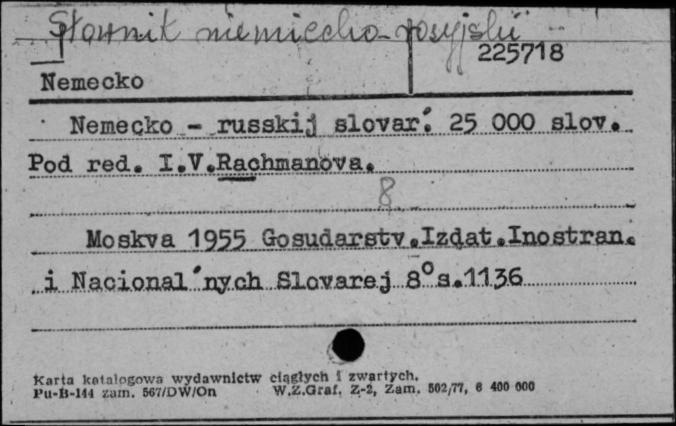 Słownik niemiecko-rosyjski
225718
Nemecko
Nemecko - russkij slovar'. 25 000 slov.
Pod red. I.V.Rachmanova.
8
Moskva 1955 Gosudarstv.Izdat.Inostran.
i Nacional'nych Slovarej 8° s.1136
Karta katalogowa wydawnictw ciągłych i zwartych.
Pu-B-144 zam. 567/DW/On W.Z.Graf. Z-2, Zam. 502/77, 6 400 000